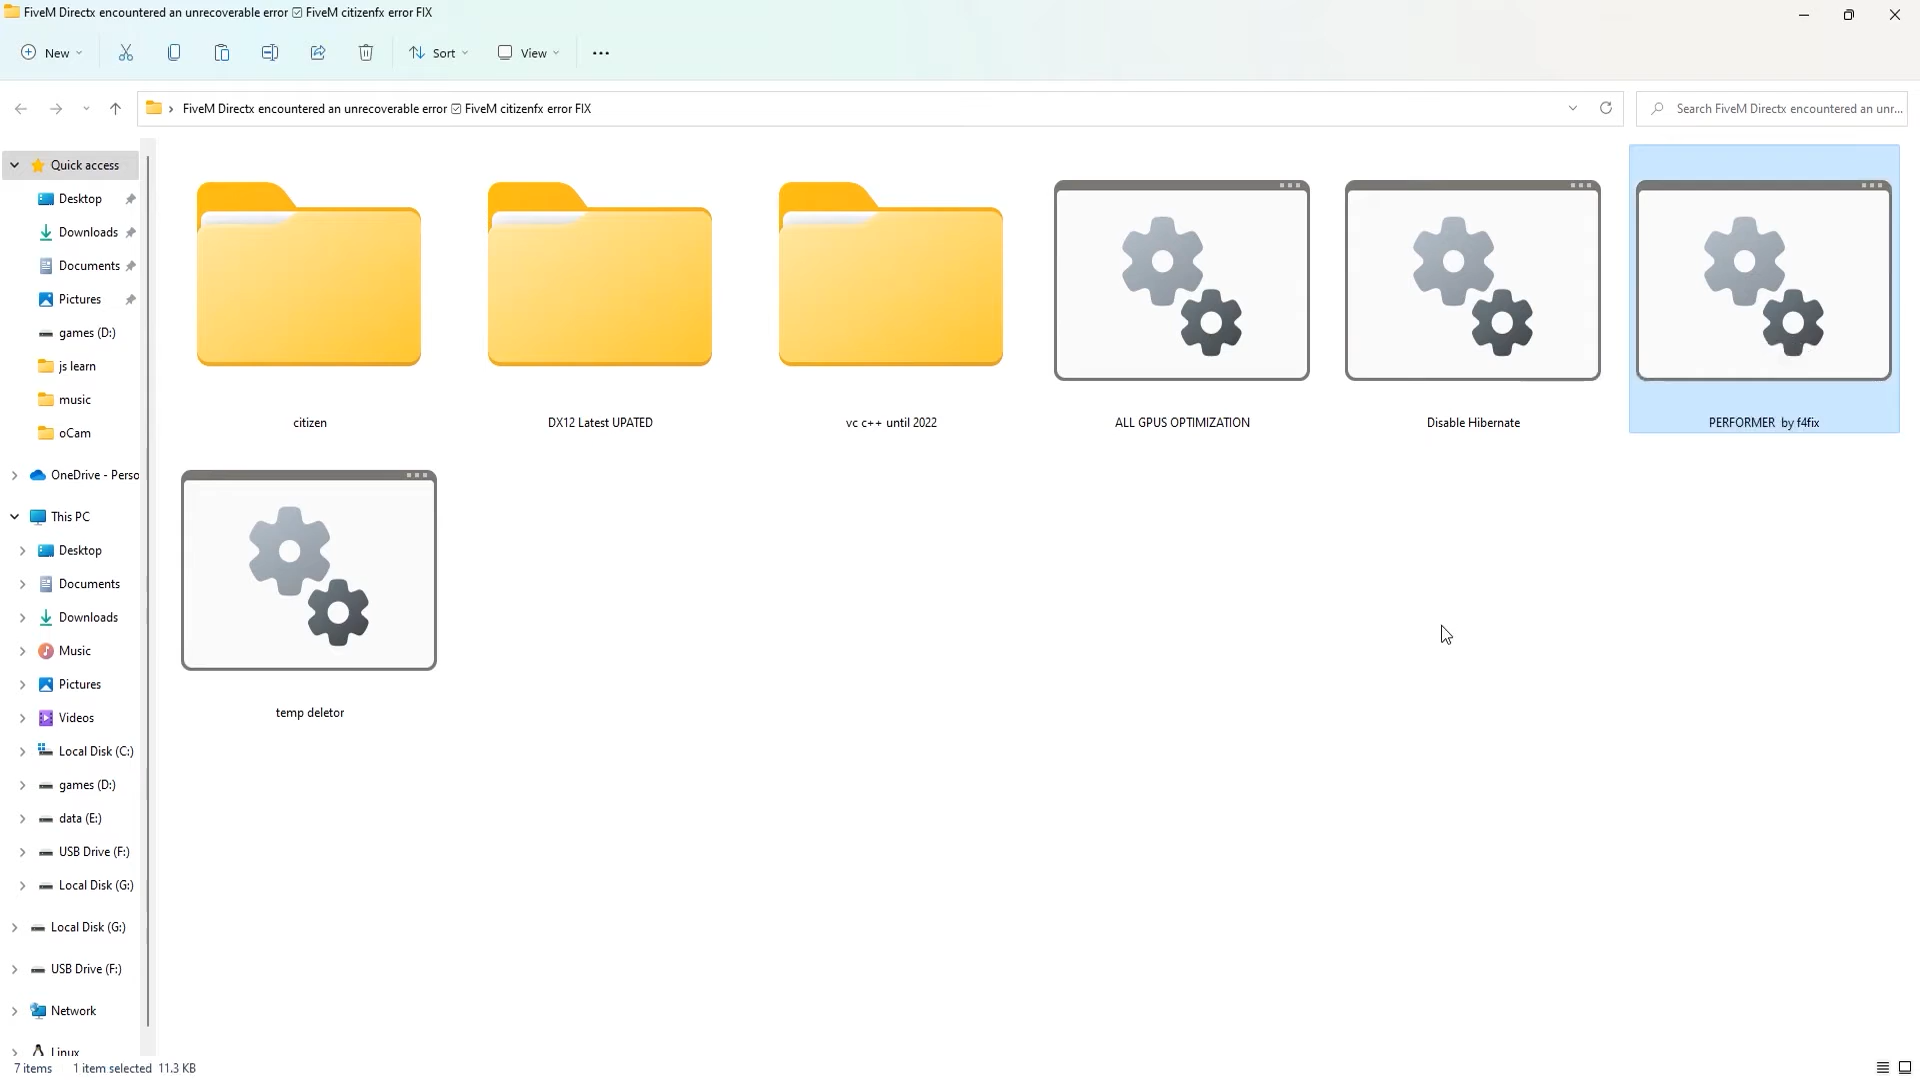 FiveM Directx encountered an unrecoverable error ☑ FiveM citizenfx error FIX
New
Sort
View
FiveM Directx encountered an unrecoverable error ☑ FiveM citizenfx error FIX
Search FiveM Directx encountered an unr...
Quick access
Desktop
Downloads
Documents
Pictures
games (D:)
js learn
music
oCam
OneDrive - Perso
This PC
Desktop
Documents
Downloads
Music
Pictures
Videos
Local Disk (C:)
games (D:)
data (E:)
USB Drive (F:)
Local Disk (G:)
Local Disk (G:)
USB Drive (F:)
Network
Linux
citizen
DX12 Latest UPATED
vc c++ until 2022
ALL GPUS OPTIMIZATION
Disable Hibernate
PERFORMER by f4fix
temp deletor
7 items 1 item selected 11.3 KB